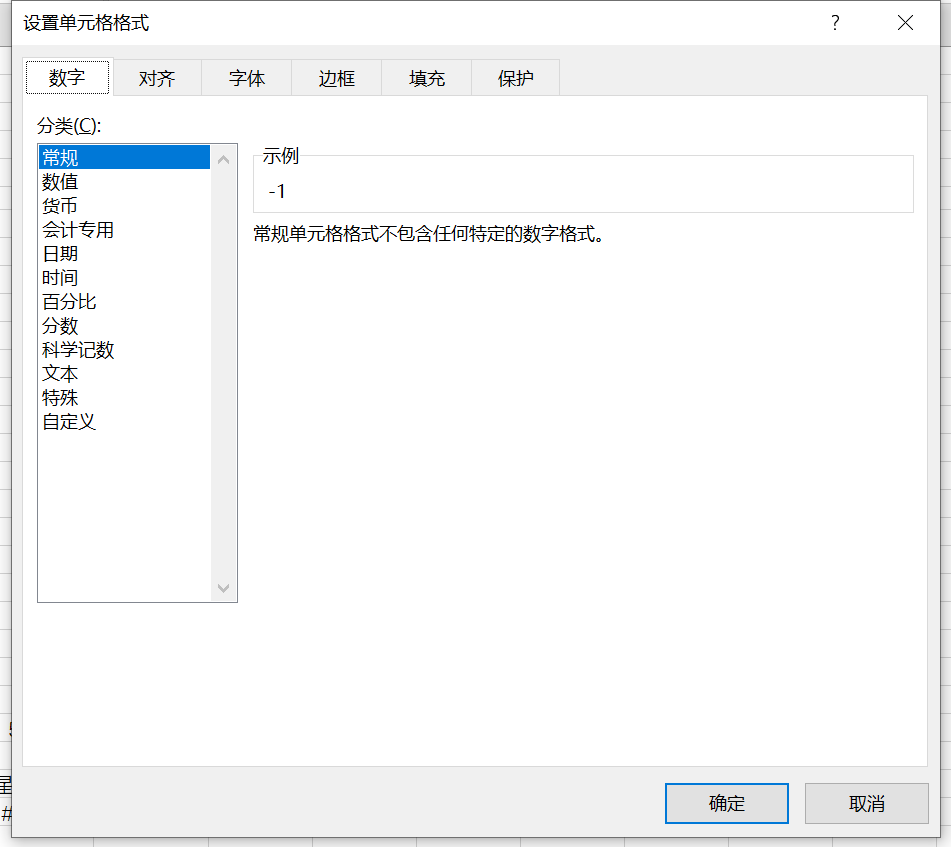 设置单元格格式
?
数字 对齐 字体 边框 填充 保护
分类(C):
常规
数值
货币
会计专用
日期
时间
百分比
分数
科学记数
文本
特殊
自定义
示例
-1
常规单元格格式不包含任何特定的数字格式。
#
确定 取消